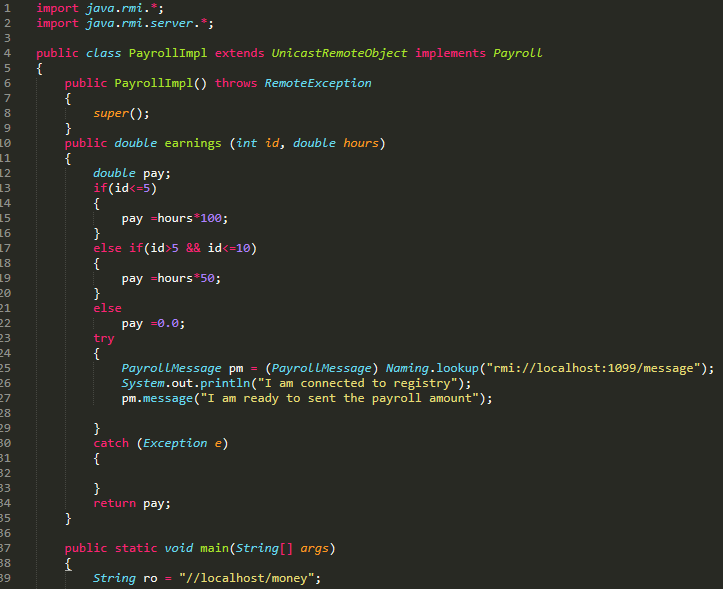 1 import java.rmi.*;
2 import java.rmi.server.*;
3
4 public class PayrollImpl extends UnicastRemoteObject implements Payroll
5 {
6 public PayrollImpl() throws RemoteException
7 {
8 super();
9 }
10 public double earnings (int id, double hours)
11 {
12 double pay;
13 if(id<=5)
14 {
15 pay =hours*100;
16 }
17 else if(id>5 && id<=10)
18 {
19 pay =hours*50;
20 }
21 else
22 pay =0.0;
23 try
24 {
25 PayrollMessage pm = (PayrollMessage) Naming.lookup("rmi://localhost:1099/message");
26 System.out.println("I am connected to registry");
27 pm.message("I am ready to sent the payroll amount");
28
29 }
30 catch (Exception e)
31 {
32
33 }
34 return pay;
35 }
36
37 public static void main(String[] args)
38 {
39 String ro = "//localhost/money";